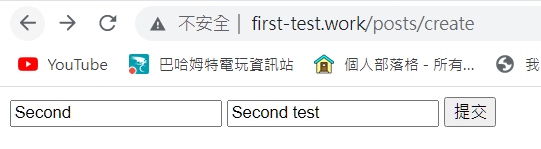 不安全 | first-test.work/posts/create
YouTube 巴哈姆特電玩資訊站 個人部落格 - 所有... 我
Second Second test 提交